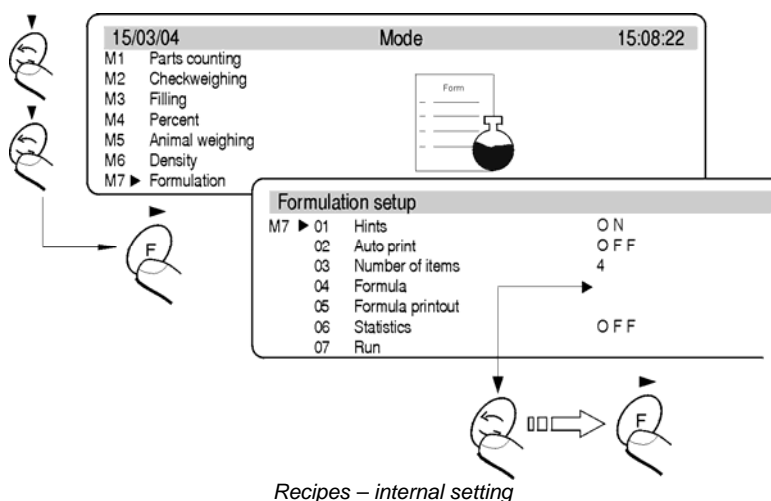 15/03/04 Mode 15:08:22
M1 Parts counting
M2 Checkweighing
M3 Filling
M4 Percent
M5 Animal weighing
M6 Density
M7 ▶ Formulation
Form
Formulation setup
M7 ▶ 01 Hints ON
02 Auto print OFF
03 Number of items 4
04 Formula
05 Formula printout
06 Statistics OFF
07 Run
F
F
Recipes – internal setting